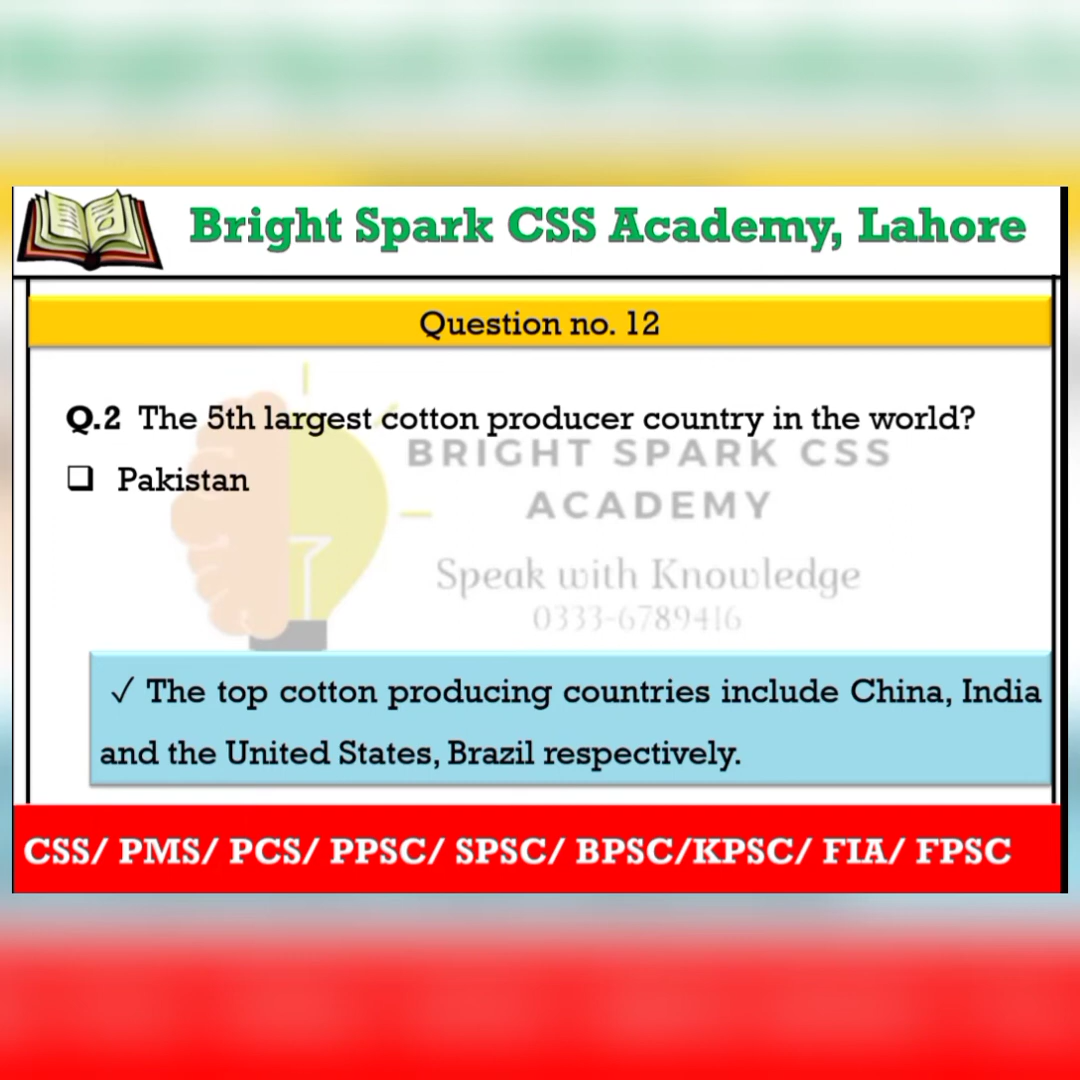 Bright Spark CSS Academy, Lahore
Question no. 12
Q.2 The 5th largest cotton producer country in the world?
BRIGHT SPARK CSS
❑ Pakistan
ACADEMY
Speak with Knowledge
0333-6789416
✓ The top cotton producing countries include China, India
and the United States, Brazil respectively.
CSS/ PMS/ PCS/ PPSC/ SPSC/ BPSC/KPSC/ FIA/ FPSC